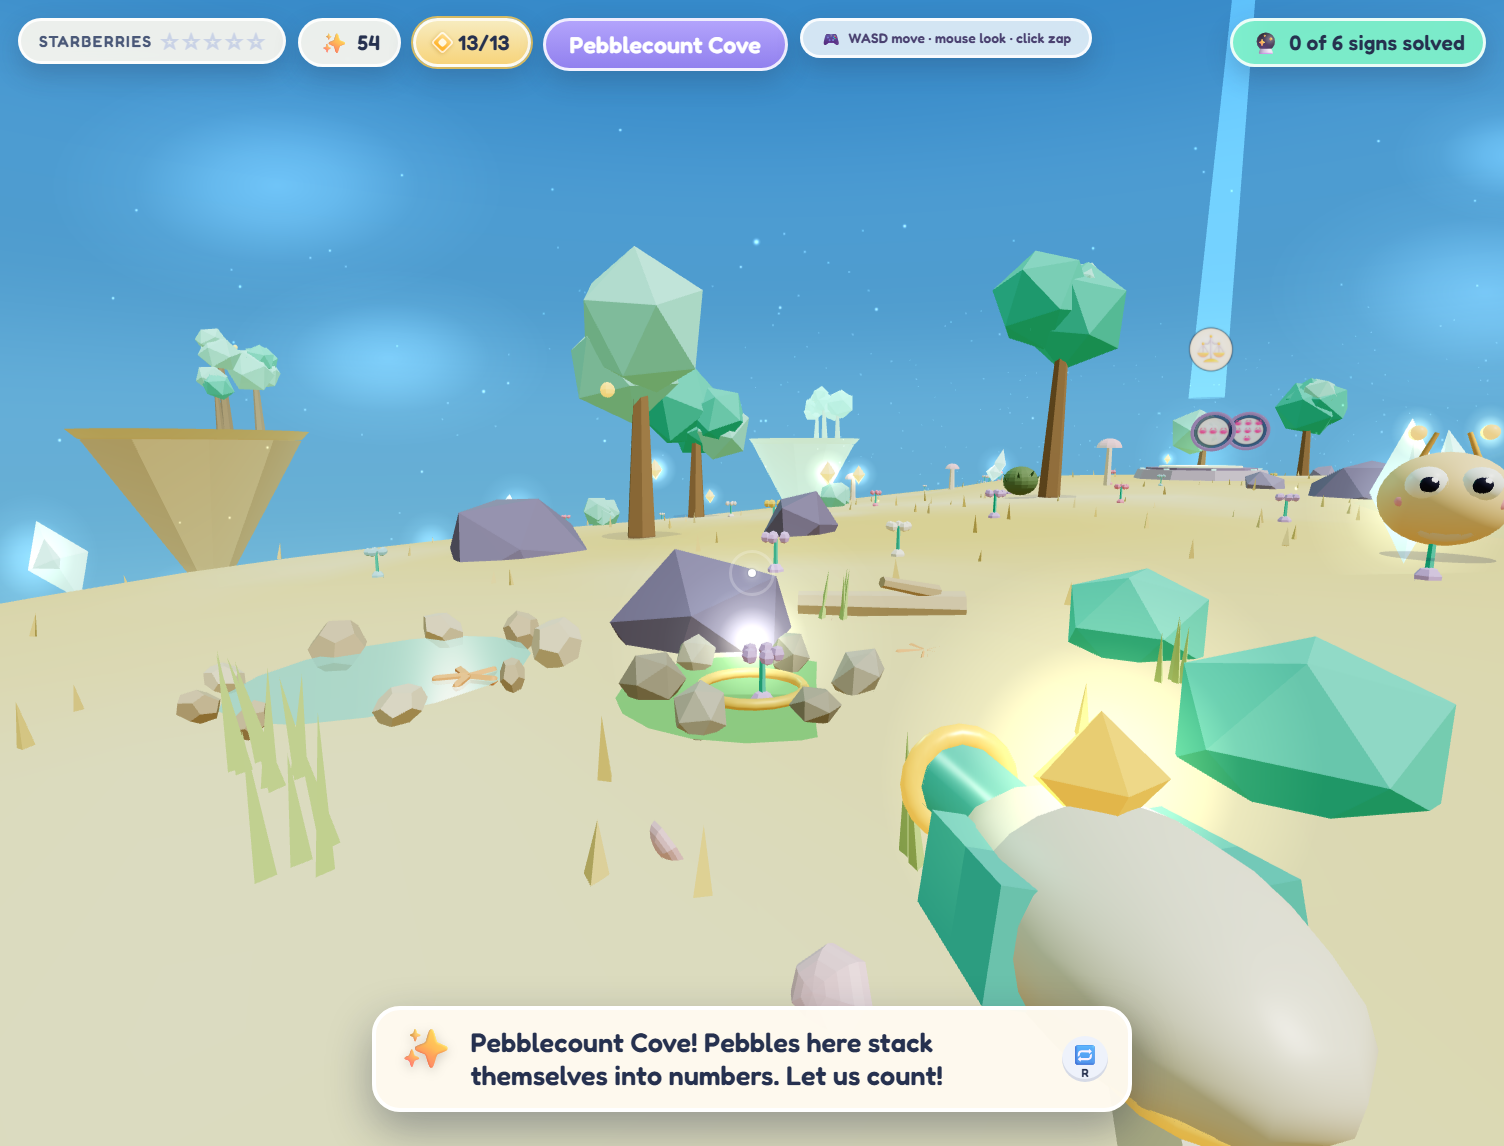 STARBERRIES
54
13/13
Pebblecount Cove
WASD move · mouse look · click zap
0 of 6 signs solved
Pebblecount Cove! Pebbles here stack
themselves into numbers. Let us count!
R